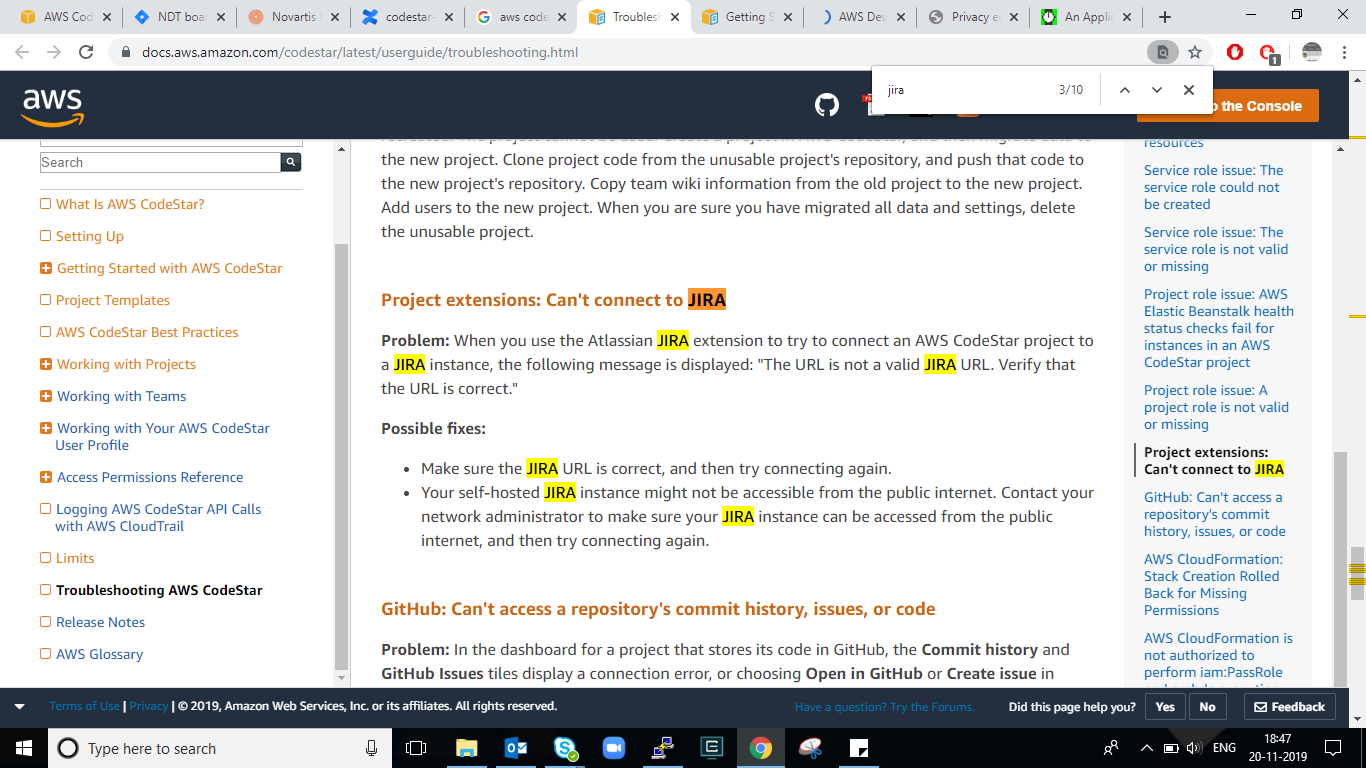 AWS Cod
NDT boar
Novartis
codestar-
aws code
Troublesh
Getting S
AWS Dev
Privacy e
An Applic
docs.aws.amazon.com/codestar/latest/userguide/troubleshooting.html
1
jira
3/10
aws
o the Console
Search
What Is AWS CodeStar?
Setting Up
Getting Started with AWS CodeStar
Project Templates
AWS CodeStar Best Practices
Working with Projects
Working with Teams
Working with Your AWS CodeStar
User Profile
Access Permissions Reference
Logging AWS CodeStar API Calls
with AWS CloudTrail
Limits
Troubleshooting AWS CodeStar
Release Notes
AWS Glossary
the new project. Clone project code from the unusable project's repository, and push that code to
the new project's repository. Copy team wiki information from the old project to the new project.
Add users to the new project. When you are sure you have migrated all data and settings, delete
the unusable project.
Project extensions: Can't connect to JIRA
Problem: When you use the Atlassian JIRA extension to try to connect an AWS CodeStar project to
a JIRA instance, the following message is displayed: "The URL is not a valid JIRA URL. Verify that
the URL is correct."
Possible fixes:
• Make sure the JIRA URL is correct, and then try connecting again.
• Your self-hosted JIRA instance might not be accessible from the public internet. Contact your
network administrator to make sure your JIRA instance can be accessed from the public
internet, and then try connecting again.
GitHub: Can't access a repository's commit history, issues, or code
Problem: In the dashboard for a project that stores its code in GitHub, the Commit history and
GitHub Issues tiles display a connection error, or choosing Open in GitHub or Create issue in
resources
Service role issue: The
service role could not
be created
Service role issue: The
service role is not valid
or missing
Project role issue: AWS
Elastic Beanstalk health
status checks fail for
instances in an AWS
CodeStar project
Project role issue: A
project role is not valid
or missing
Project extensions:
Can't connect to JIRA
GitHub: Can't access a
repository's commit
history, issues, or code
AWS CloudFormation:
Stack Creation Rolled
Back for Missing
Permissions
AWS CloudFormation is
not authorized to
perform iam:PassRole
Terms of Use | Privacy | © 2019, Amazon Web Services, Inc. or its affiliates. All rights reserved.
Have a question? Try the Forums.
Did this page help you?
Yes
No
Feedback
Type here to search
ENG
18:47
20-11-2019